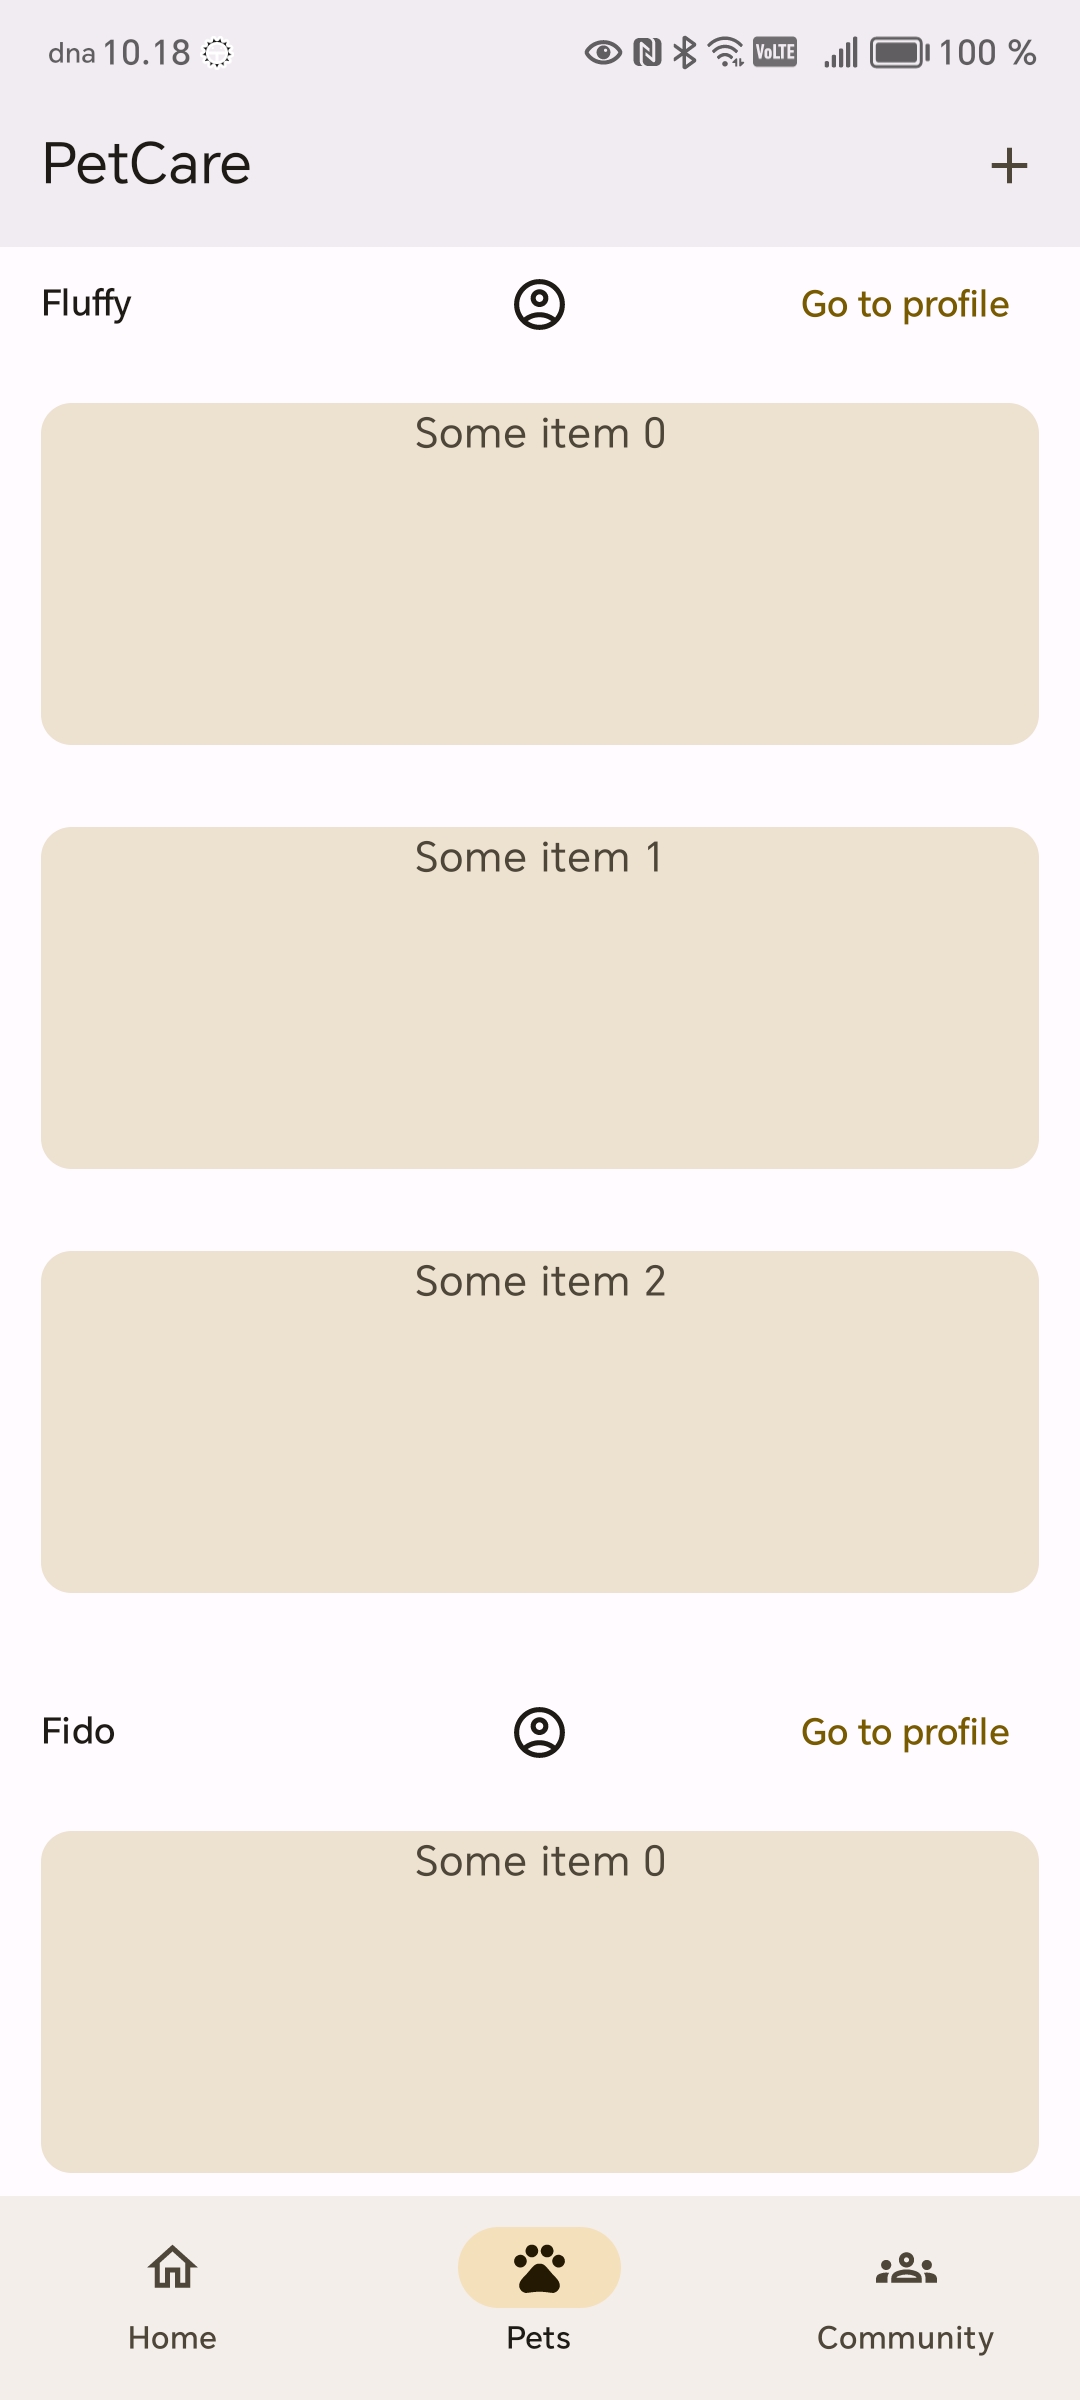 dna 10.18 VoLTE 100 %
PetCare
Fluffy Go to profile
Some item 0
Some item 1
Some item 2
Fido Go to profile
Some item 0
Home Pets Community